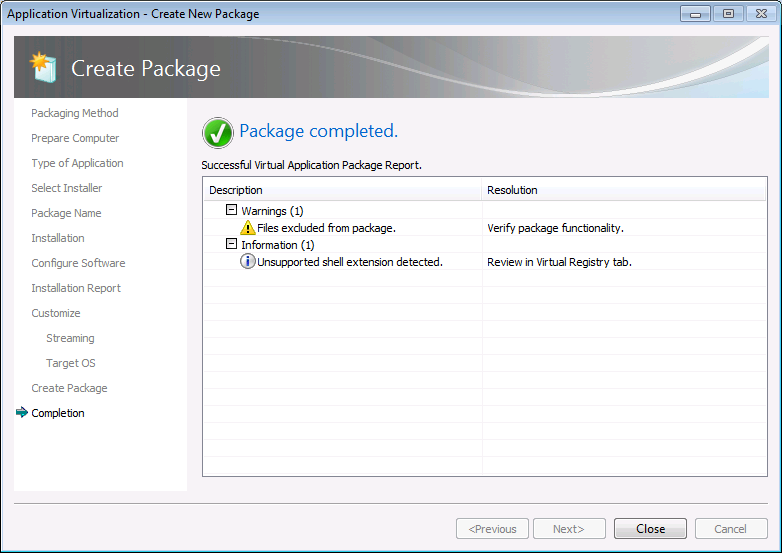 Application Virtualization - Create New Package
Create Package
Packaging Method
Prepare Computer
Type of Application
Select Installer
Package Name
Installation
Configure Software
Installation Report
Customize
Streaming
Target OS
Create Package
Completion
Package completed.
Successful Virtual Application Package Report.
Description Resolution
Warnings (1)
Files excluded from package. Verify package functionality.
Information (1)
Unsupported shell extension detected. Review in Virtual Registry tab.
<Previous Next> Close Cancel